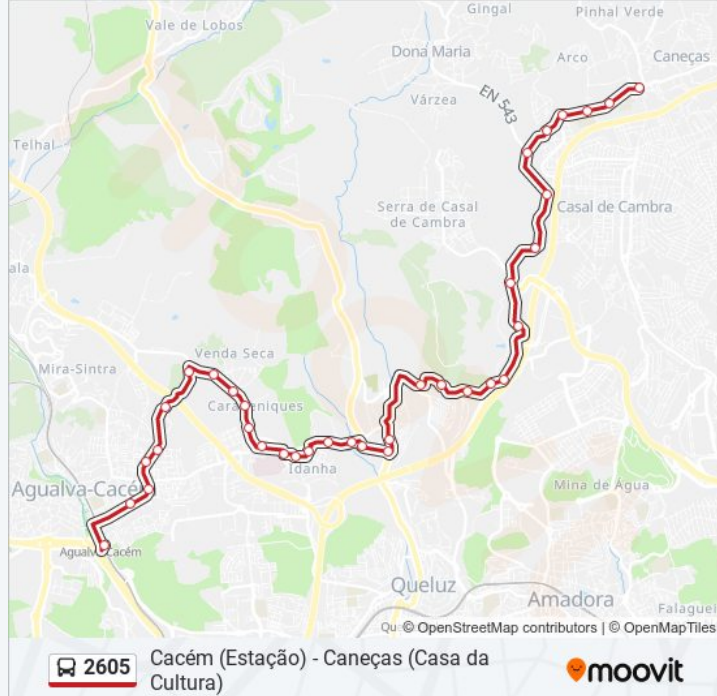 Gingal
Pinhal Verde
Vale de Lobos
Dona Maria
Arco
Caneças
EN 543
Várzea
Telhal
Serra de Casal
de Cambra
Casal de Cambra
Venda Seca
Mira-Sintra
Idanha
Agualva-Cacém
Mina de Água
Agualva-Cacém
Queluz
Amadora
© OpenStreetMap contributors | © OpenMapTiles
2605
Cacém (Estação) - Caneças (Casa da
Cultura)
moovit